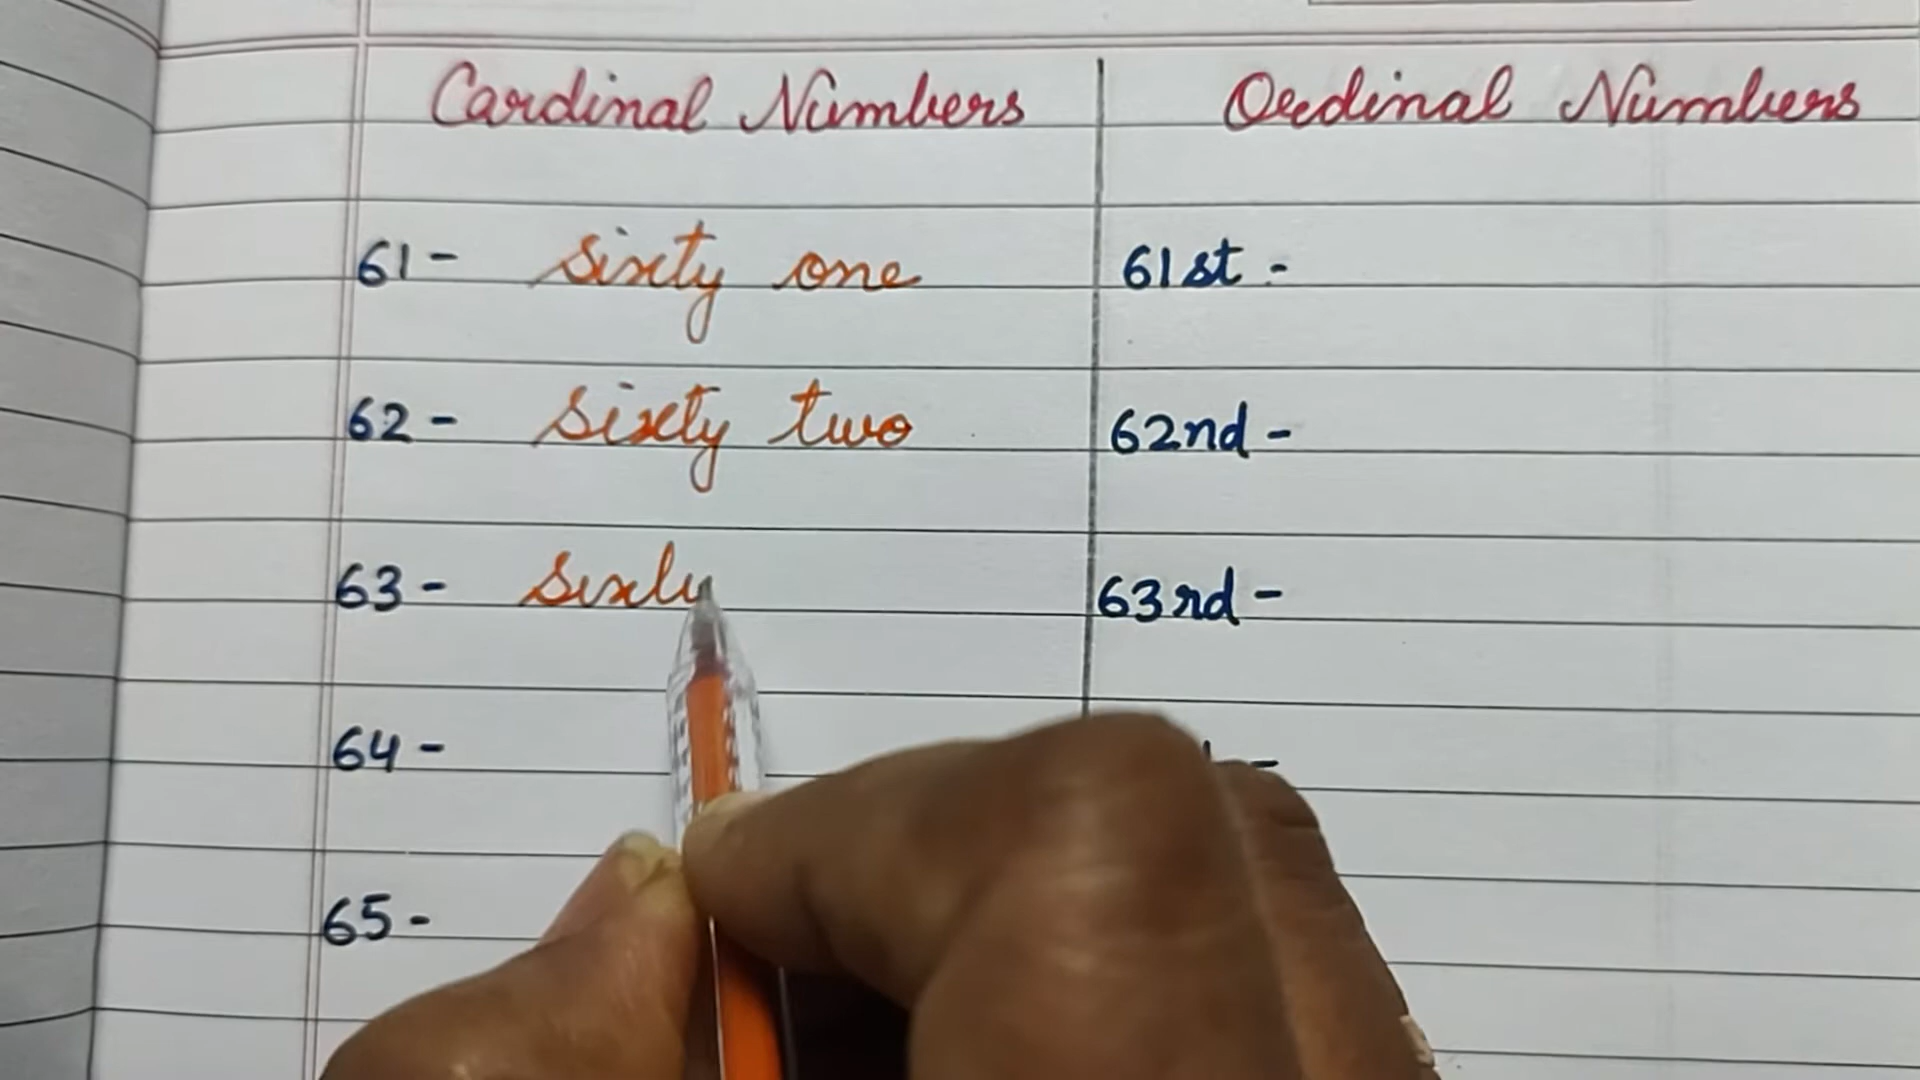 Cardinal Numbers Ordinal Numbers
61- sixty one 61st-
62- sixty two 62nd-
63- sixty 63rd-
64- -
65-